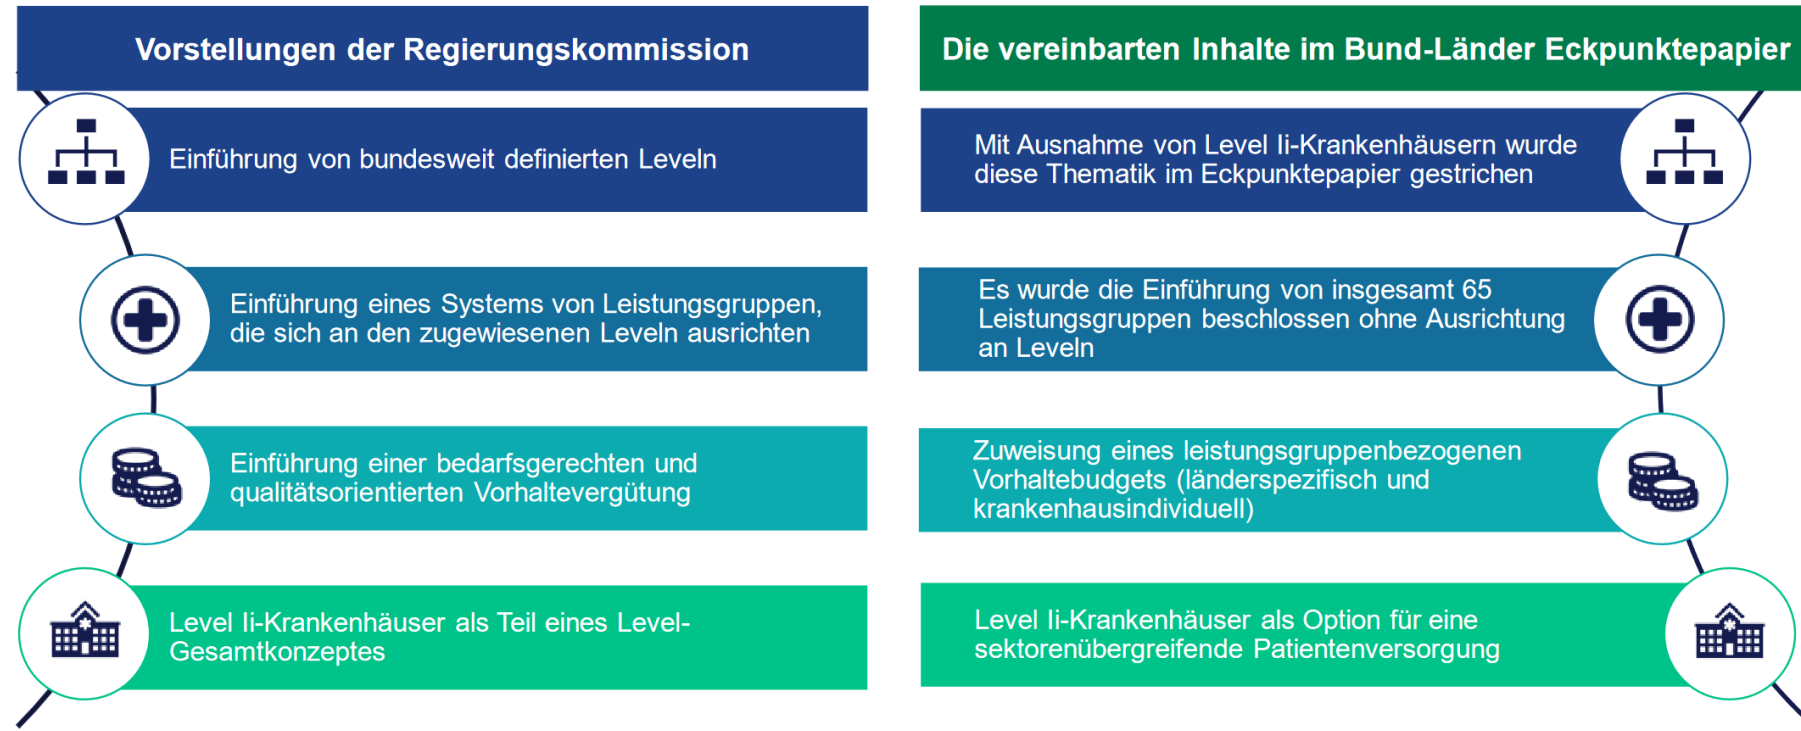 Vorstellungen der Regierungskommission
Einführung von bundesweit definierten Leveln
Einführung eines Systems von Leistungsgruppen,
die sich an den zugewiesenen Leveln ausrichten
Einführung einer bedarfsgerechten und
qualitätsorientierten Vorhaltevergütung
Level Ii-Krankenhäuser als Teil eines Level-
Gesamtkonzeptes
Die vereinbarten Inhalte im Bund-Länder Eckpunktepapier
Mit Ausnahme von Level Ii-Krankenhäusern wurde
diese Thematik im Eckpunktepapier gestrichen
Es wurde die Einführung von insgesamt 65
Leistungsgruppen beschlossen ohne Ausrichtung
an Leveln
Zuweisung eines leistungsgruppenbezogenen
Vorhaltebudgets (länderspezifisch und
krankenhausindividuell)
Level Ii-Krankenhäuser als Option für eine
sektorenübergreifende Patientenversorgung